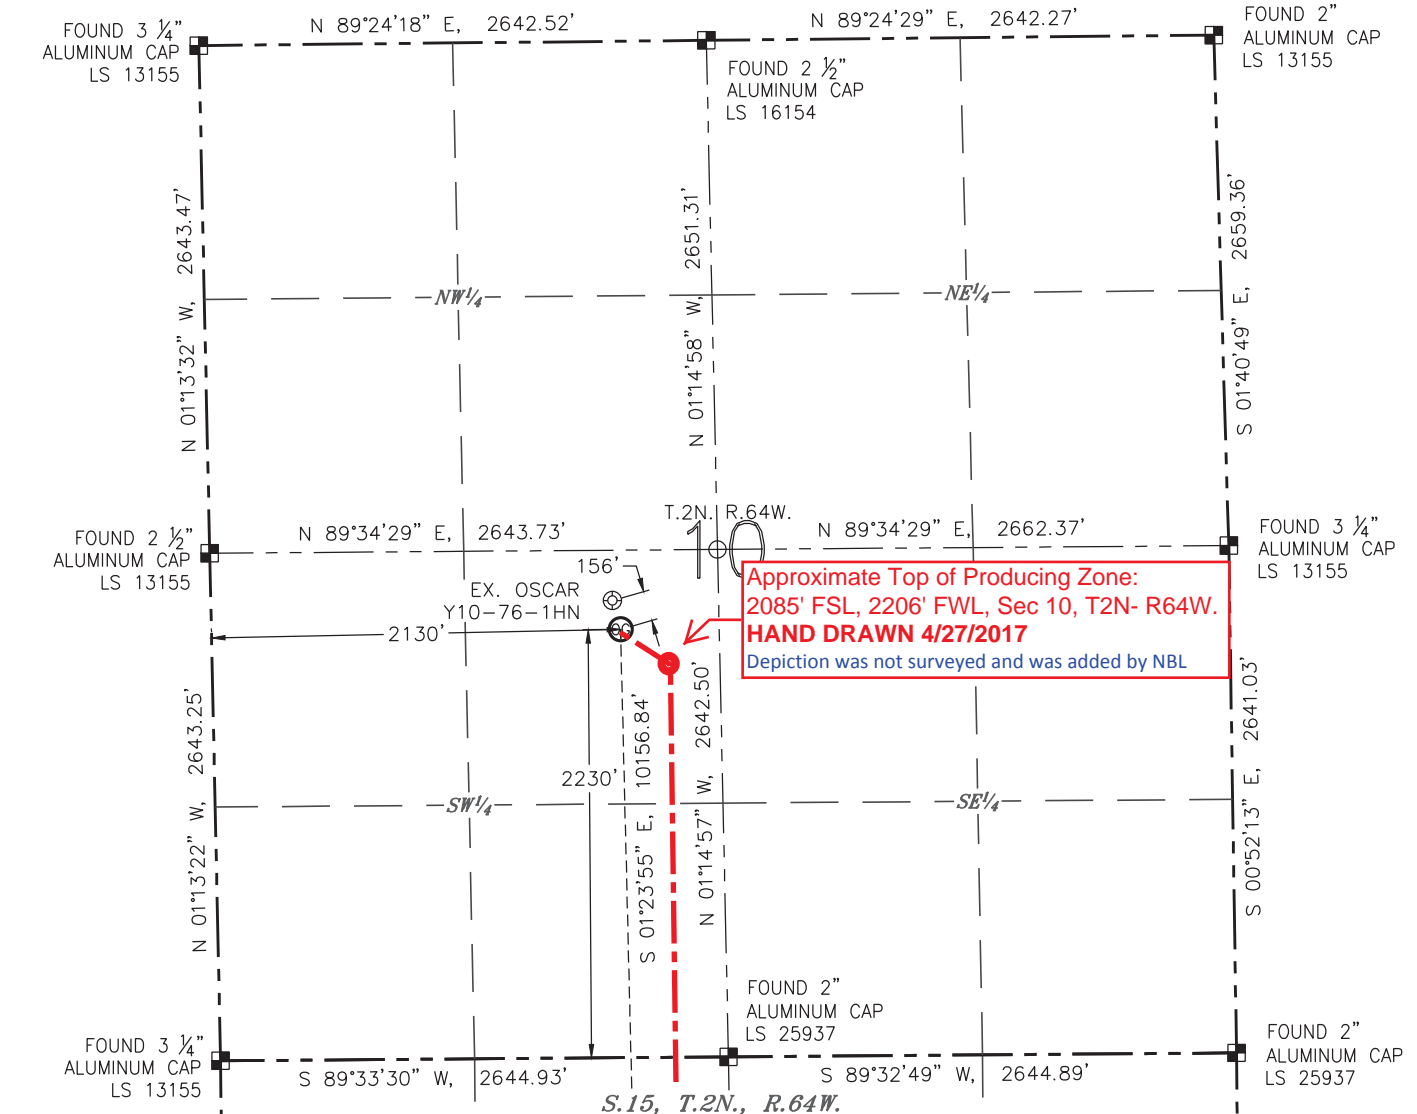 FOUND 3 ¼"
ALUMINUM CAP
LS 13155
N 89°24'18" E, 2642.52'
N 89°24'29" E, 2642.27'
FOUND 2"
ALUMINUM CAP
LS 13155
FOUND 2 ½"
ALUMINUM CAP
LS 16154
N 01°13'32" W, 2643.47'
N 01°14'58" W, 2651.31'
S 01°40'49" E, 2659.36'
NW¼
NE¼
T.2N. R.64W.
10
FOUND 2 ½"
ALUMINUM CAP
LS 13155
N 89°34'29" E, 2643.73'
N 89°34'29" E, 2662.37'
FOUND 3 ¼"
ALUMINUM CAP
LS 13155
156'
EX. OSCAR
Y10-76-1HN
OG
2130'
Approximate Top of Producing Zone:
2085' FSL, 2206' FWL, Sec 10, T2N- R64W.
HAND DRAWN 4/27/2017
Depiction was not surveyed and was added by NBL
N 01°13'22" W, 2643.25'
2230'
S 01°23'55" E, 10156.84'
N 01°14'57" W, 2642.50'
S 00°52'13" E, 2641.03'
SW¼
SE¼
FOUND 2"
ALUMINUM CAP
LS 25937
FOUND 3 ¼"
ALUMINUM CAP
LS 13155
S 89°33'30" W, 2644.93'
S 89°32'49" W, 2644.89'
FOUND 2"
ALUMINUM CAP
LS 25937
S.15, T.2N., R.64W.